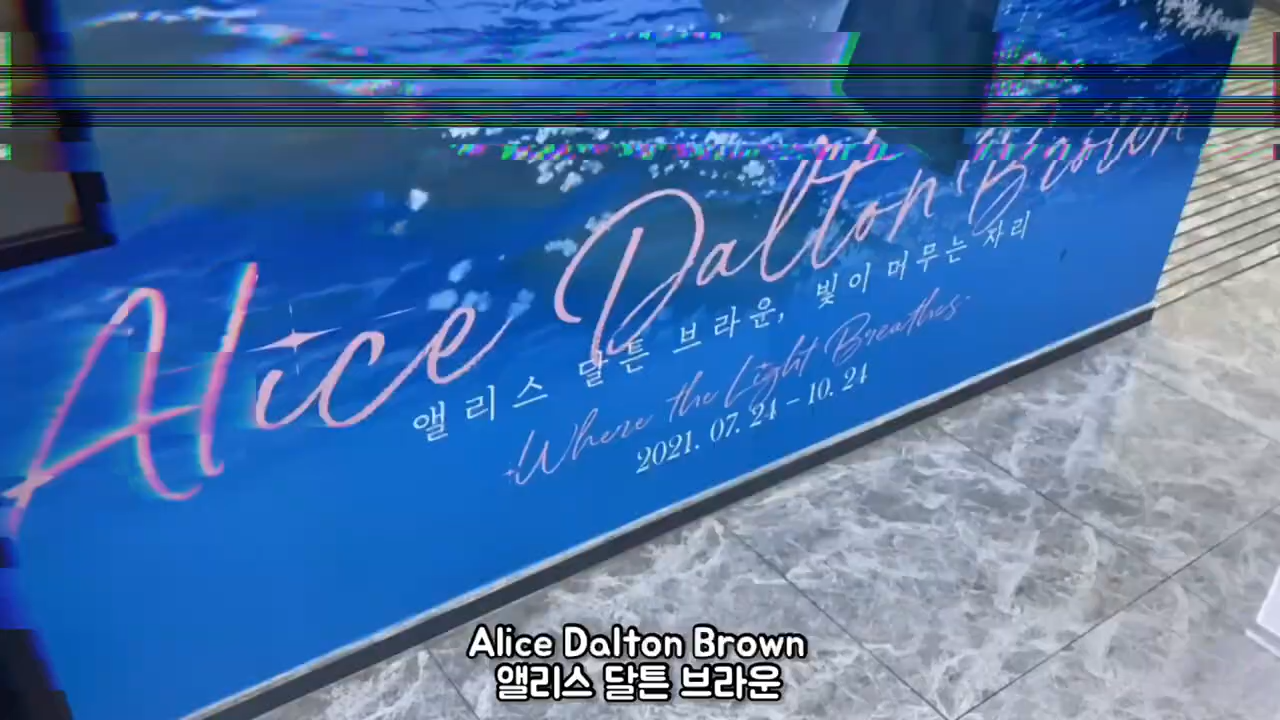 Alice Dalton Brown
앨리스 달튼 브라운, 빛이 머무는 자리
Where the Light Breathes
2021. 07. 24 – 10. 24
Alice Dalton Brown
앨리스 달튼 브라운